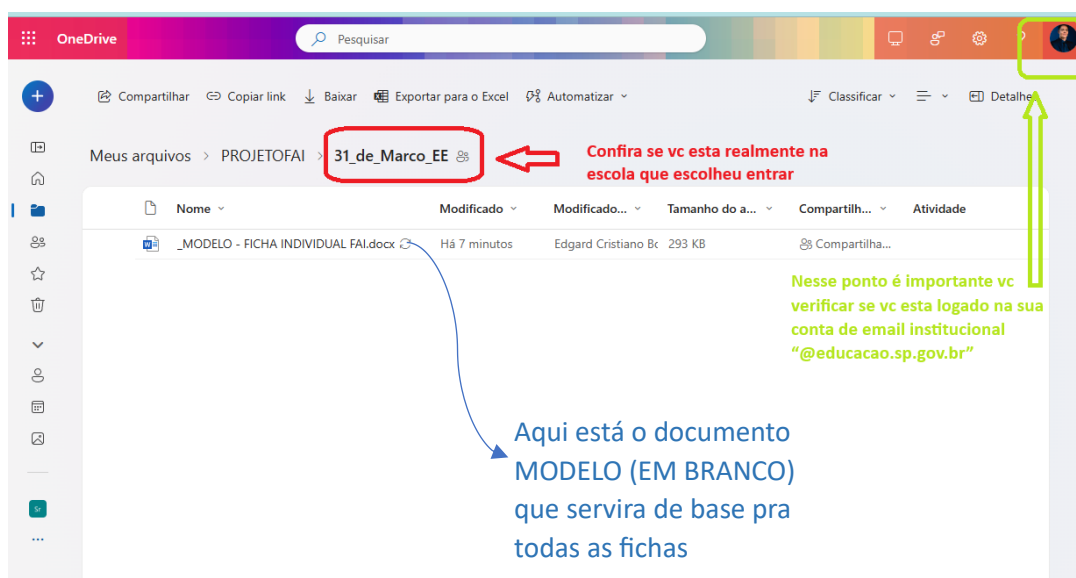 OneDrive
Pesquisar
Compartilhar
Copiar link
Baixar
Exportar para o Excel
Automatizar
Classificar
Detalhe
Meus arquivos > PROJETOFAI > 31_de_Marco_EE
Confira se vc esta realmente na
escola que escolheu entrar
Nome
Modificado
Modificado...
Tamanho do a...
Compartilh...
Atividade
_MODELO - FICHA INDIVIDUAL FAI.docx
Há 7 minutos
Edgard Cristiano Bc
293 KB
Compartilha...
Nesse ponto é importante vc
verificar se vc esta logado na sua
conta de email institucional
“@educacao.sp.gov.br”
Aqui está o documento
MODELO (EM BRANCO)
que servira de base pra
todas as fichas